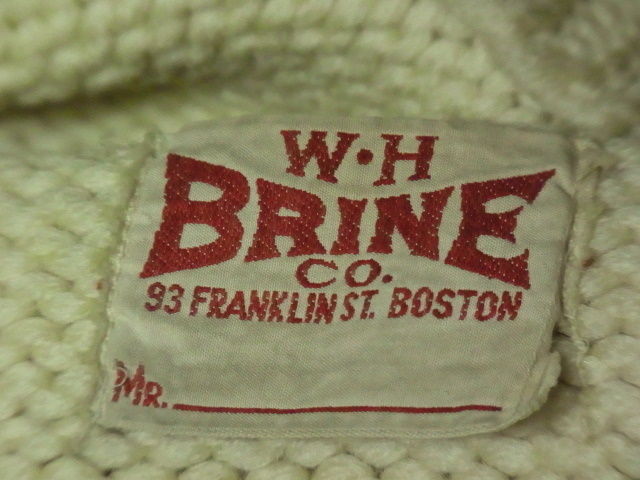 W·H
BRINE
CO.
93 FRANKLIN ST. BOSTON
MR.